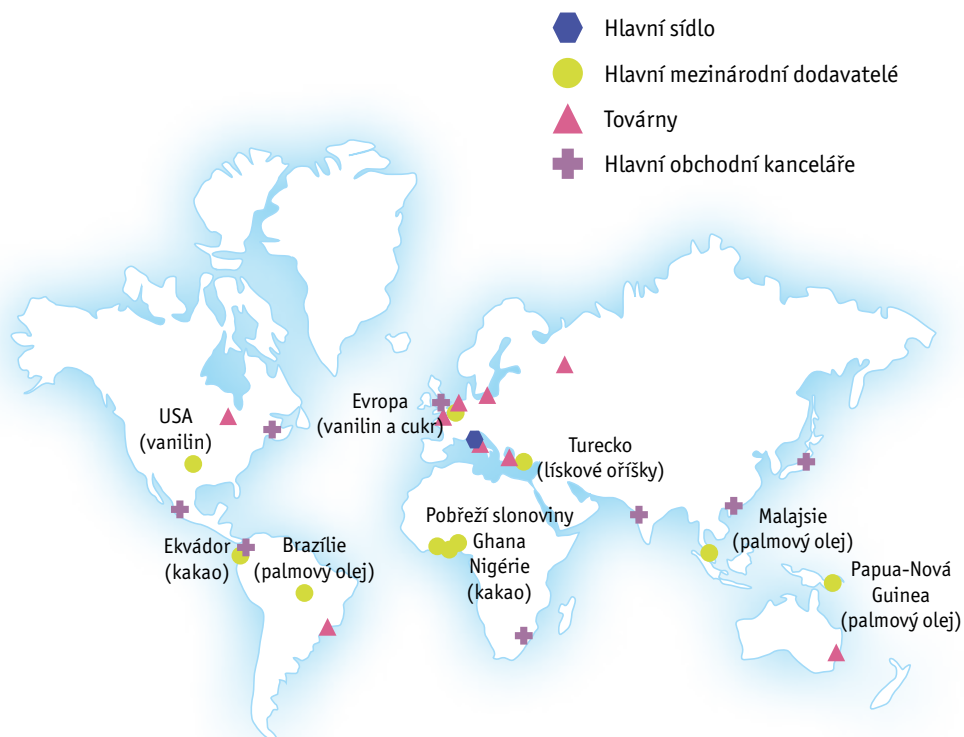 Hlavní sídlo
Hlavní mezinárodní dodavatelé
Továrny
Hlavní obchodní kanceláře
USA
(vanilin)
Evropa
(vanilin a cukr)
Turecko
(lískové oříšky)
Ekvádor
(kakao)
Brazílie
(palmový olej)
Pobřeží slonoviny
Ghana
Nigérie
(kakao)
Malajsie
(palmový olej)
Papua-Nová
Guinea
(palmový olej)